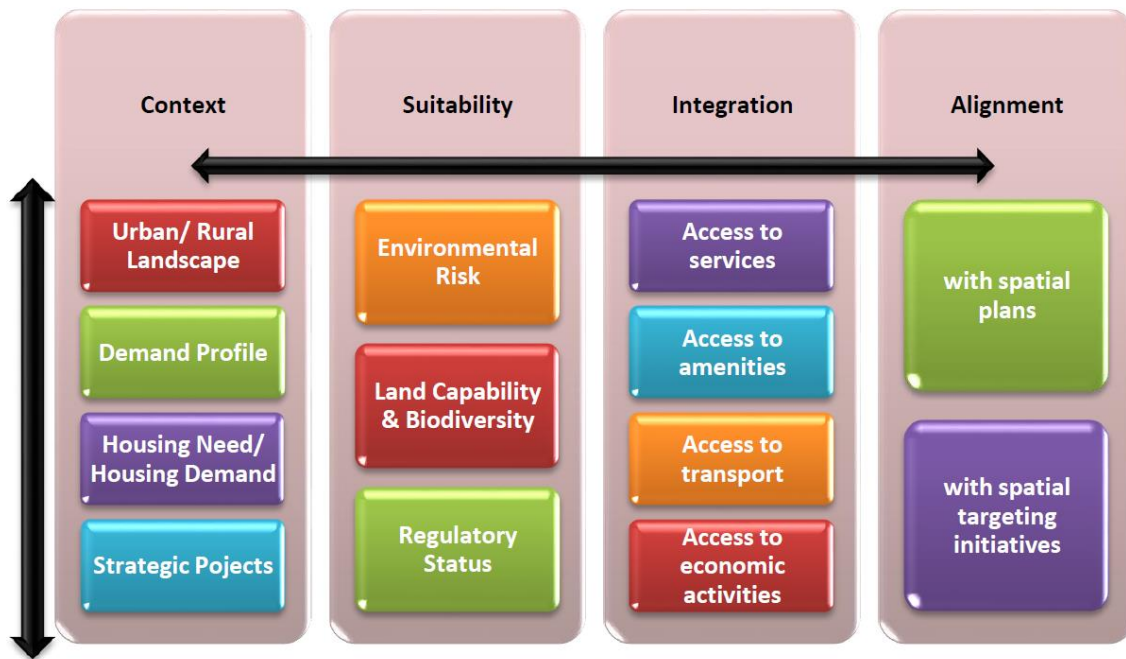 Context
Urban/ Rural
Landscape
Demand Profile
Housing Need/
Housing Demand
Strategic Pojects
Suitability
Environmental
Risk
Land Capability
& Biodiversity
Regulatory
Status
Integration
Access to
services
Access to
amenities
Access to
transport
Access to
economic
activities
Alignment
with spatial
plans
with spatial
targeting
initiatives